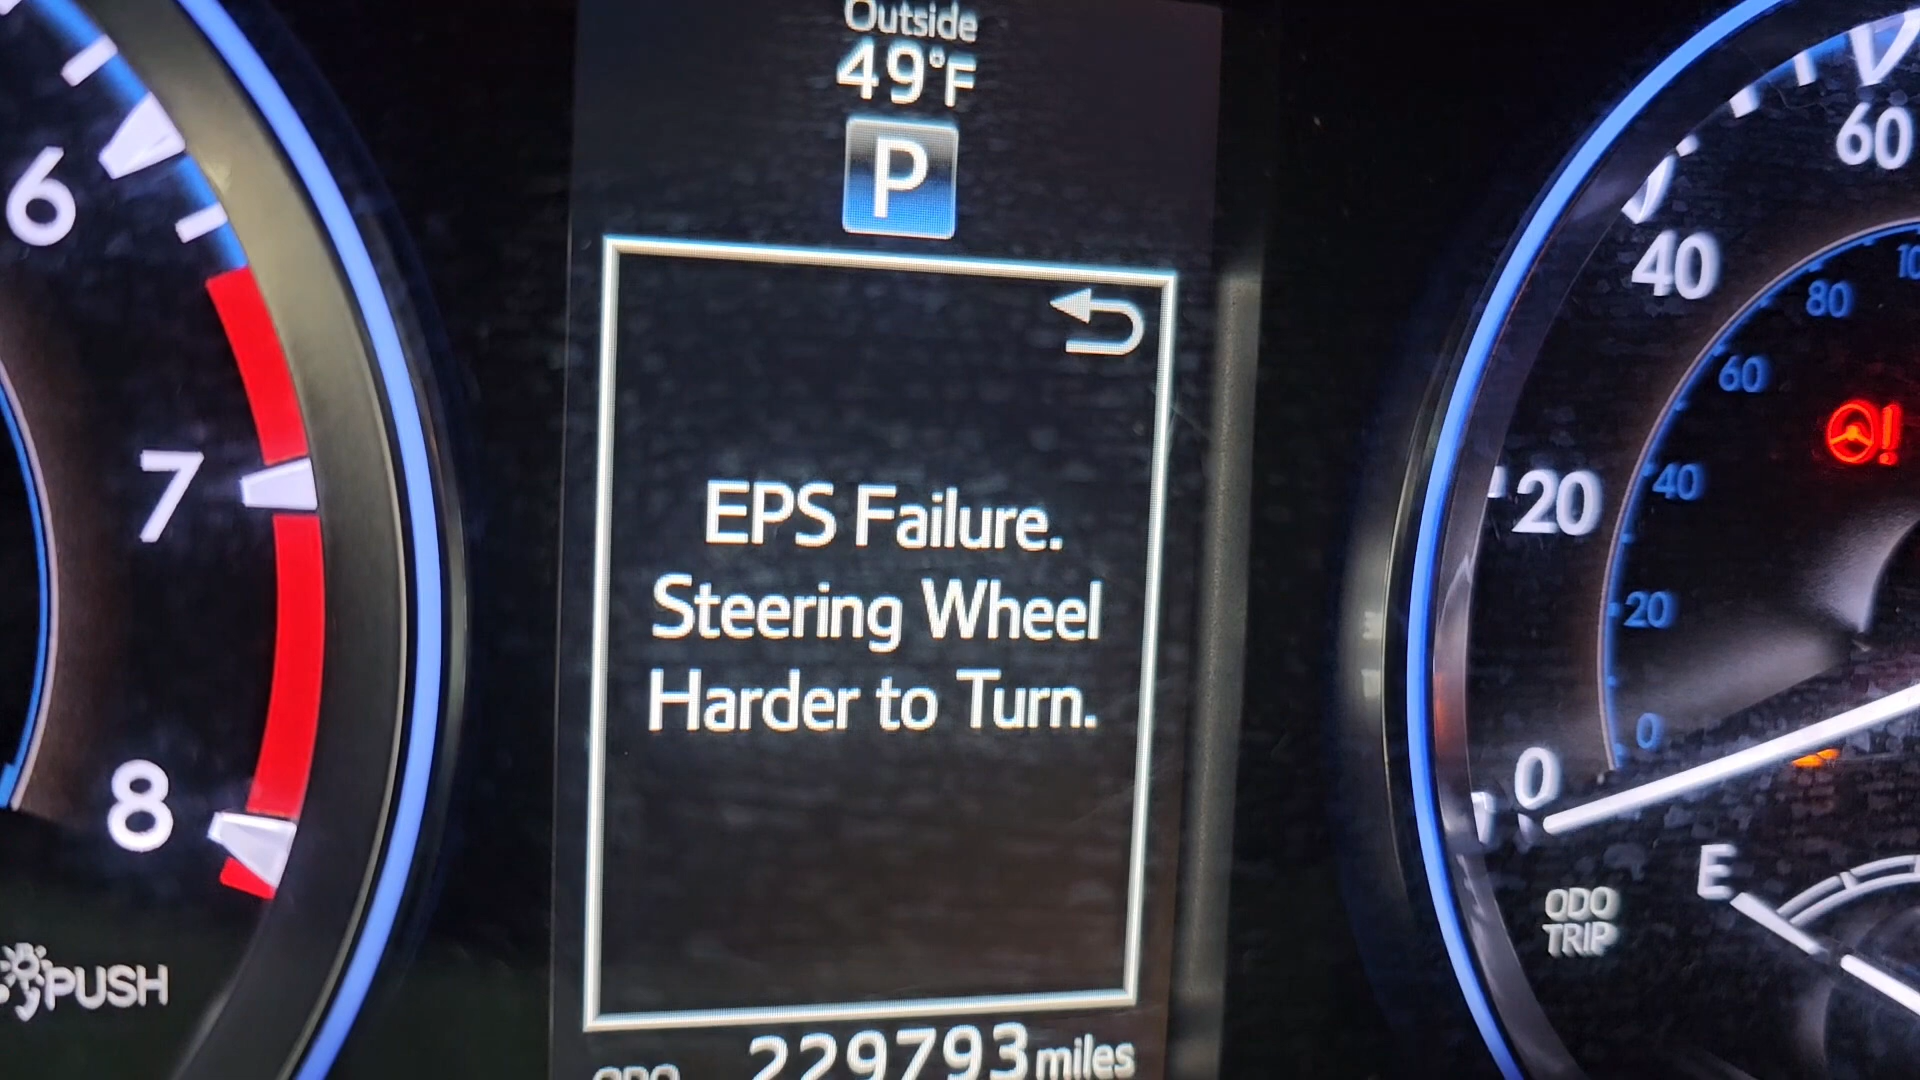 Outside
49°F
P
EPS Failure.
Steering Wheel
Harder to Turn.
229793 miles
6
7
8
PUSH
60
40
20
0
80
60
40
20
0
!
E
ODO
TRIP